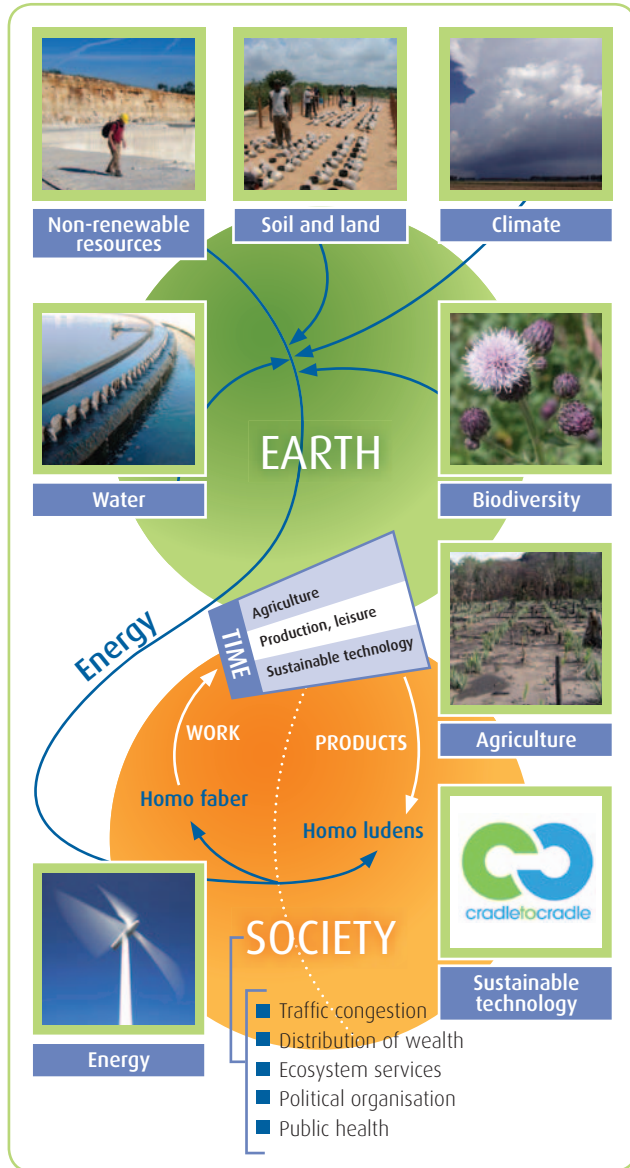 Non-renewable
resources
Soil and land
Climate
Water
EARTH
Biodiversity
Energy
TIME
Agriculture
Production, leisure
Sustainable technology
WORK
PRODUCTS
Agriculture
Homo faber
Homo ludens
cradletocradle
SOCIETY
Sustainable
technology
Energy
Traffic congestion
Distribution of wealth
Ecosystem services
Political organisation
Public health